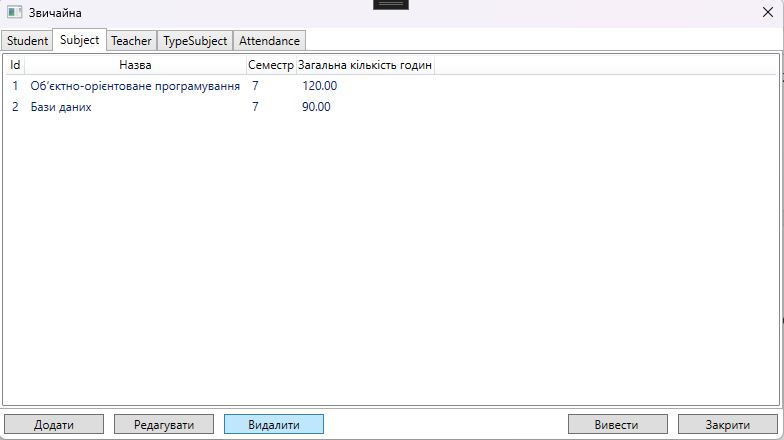 Звичайна
Student Subject Teacher TypeSubject Attendance
Id Назва Семестр Загальна кількість годин
1 Об'єктно-орієнтоване програмування 7 120.00
2 Бази даних 7 90.00
Додати Редагувати Видалити Вивести Закрити